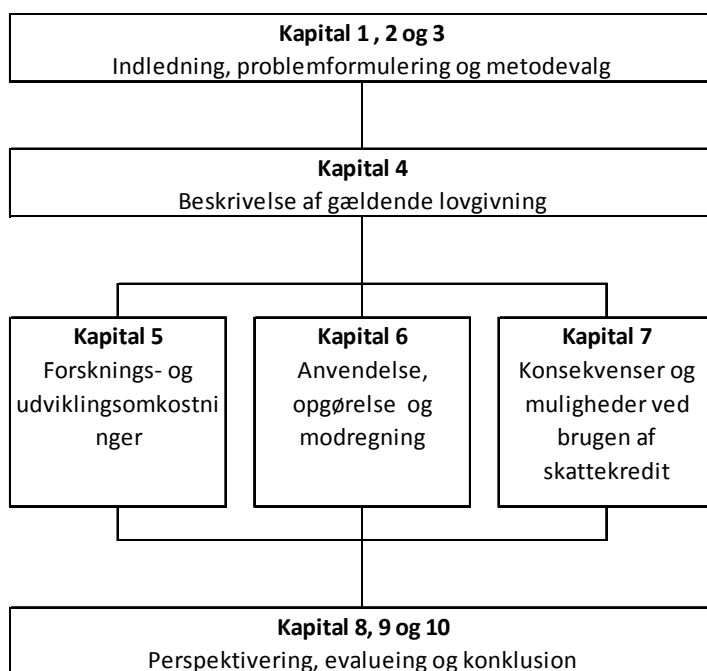 Kapital 1 , 2 og 3
Indledning, problemformulering og metodevalg
Kapital 4
Beskrivelse af gældende lovgivning
Kapital 5
Forsknings- og
udviklingsomkostni
nger
Kapital 6
Anvendelse,
opgørelse og
modregning
Kapital 7
Konsekvenser og
muligheder ved
brugen af
skattekredit
Kapital 8, 9 og 10
Perspektivering, evalueing og konklusion